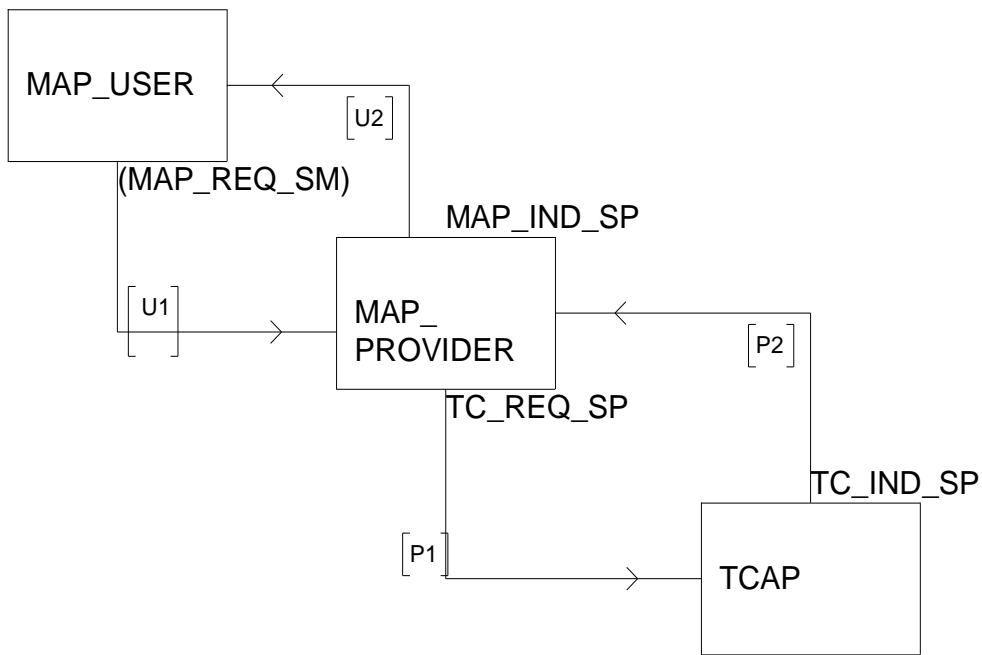 MAP_USER
[U2]
(MAP_REQ_SM)
MAP_IND_SP
[U1]
MAP_
PROVIDER
[P2]
TC_REQ_SP
TC_IND_SP
[P1]
TCAP